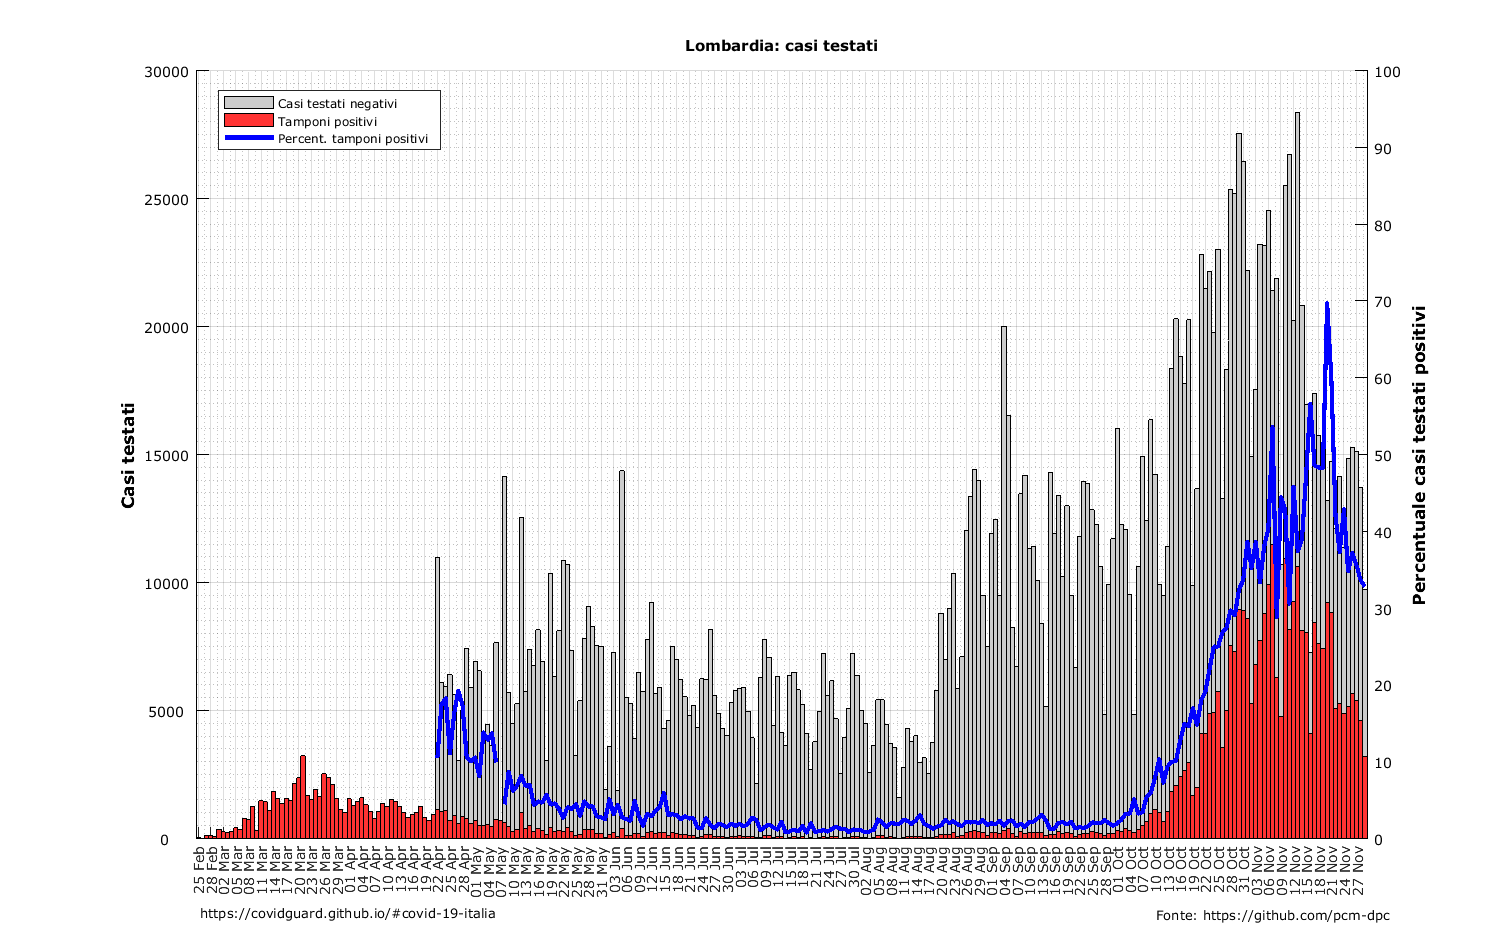 Lombardia: casi testati
30000
25000
20000
15000
10000
5000
0
100
90
80
70
60
50
40
30
20
10
0
Casi testati negativi
Tamponi positivi
Percent. tamponi positivi
Casi testati
Percentuale casi testati positivi
25 Feb
28 Feb
02 Mar
05 Mar
08 Mar
11 Mar
14 Mar
17 Mar
20 Mar
23 Mar
26 Mar
29 Mar
01 Apr
04 Apr
07 Apr
10 Apr
13 Apr
16 Apr
19 Apr
22 Apr
25 Apr
28 Apr
01 May
04 May
07 May
10 May
13 May
16 May
19 May
22 May
25 May
28 May
31 May
03 Jun
06 Jun
09 Jun
12 Jun
15 Jun
18 Jun
21 Jun
24 Jun
27 Jun
30 Jun
03 Jul
06 Jul
09 Jul
12 Jul
15 Jul
18 Jul
21 Jul
24 Jul
27 Jul
30 Jul
02 Aug
05 Aug
08 Aug
11 Aug
14 Aug
17 Aug
20 Aug
23 Aug
26 Aug
29 Aug
01 Sep
04 Sep
07 Sep
10 Sep
13 Sep
16 Sep
19 Sep
22 Sep
25 Sep
28 Sep
01 Oct
04 Oct
07 Oct
10 Oct
13 Oct
16 Oct
19 Oct
22 Oct
25 Oct
28 Oct
31 Oct
03 Nov
06 Nov
09 Nov
12 Nov
15 Nov
18 Nov
21 Nov
24 Nov
27 Nov
https://covidguard.github.io/#covid-19-italia
Fonte: https://github.com/pcm-dpc